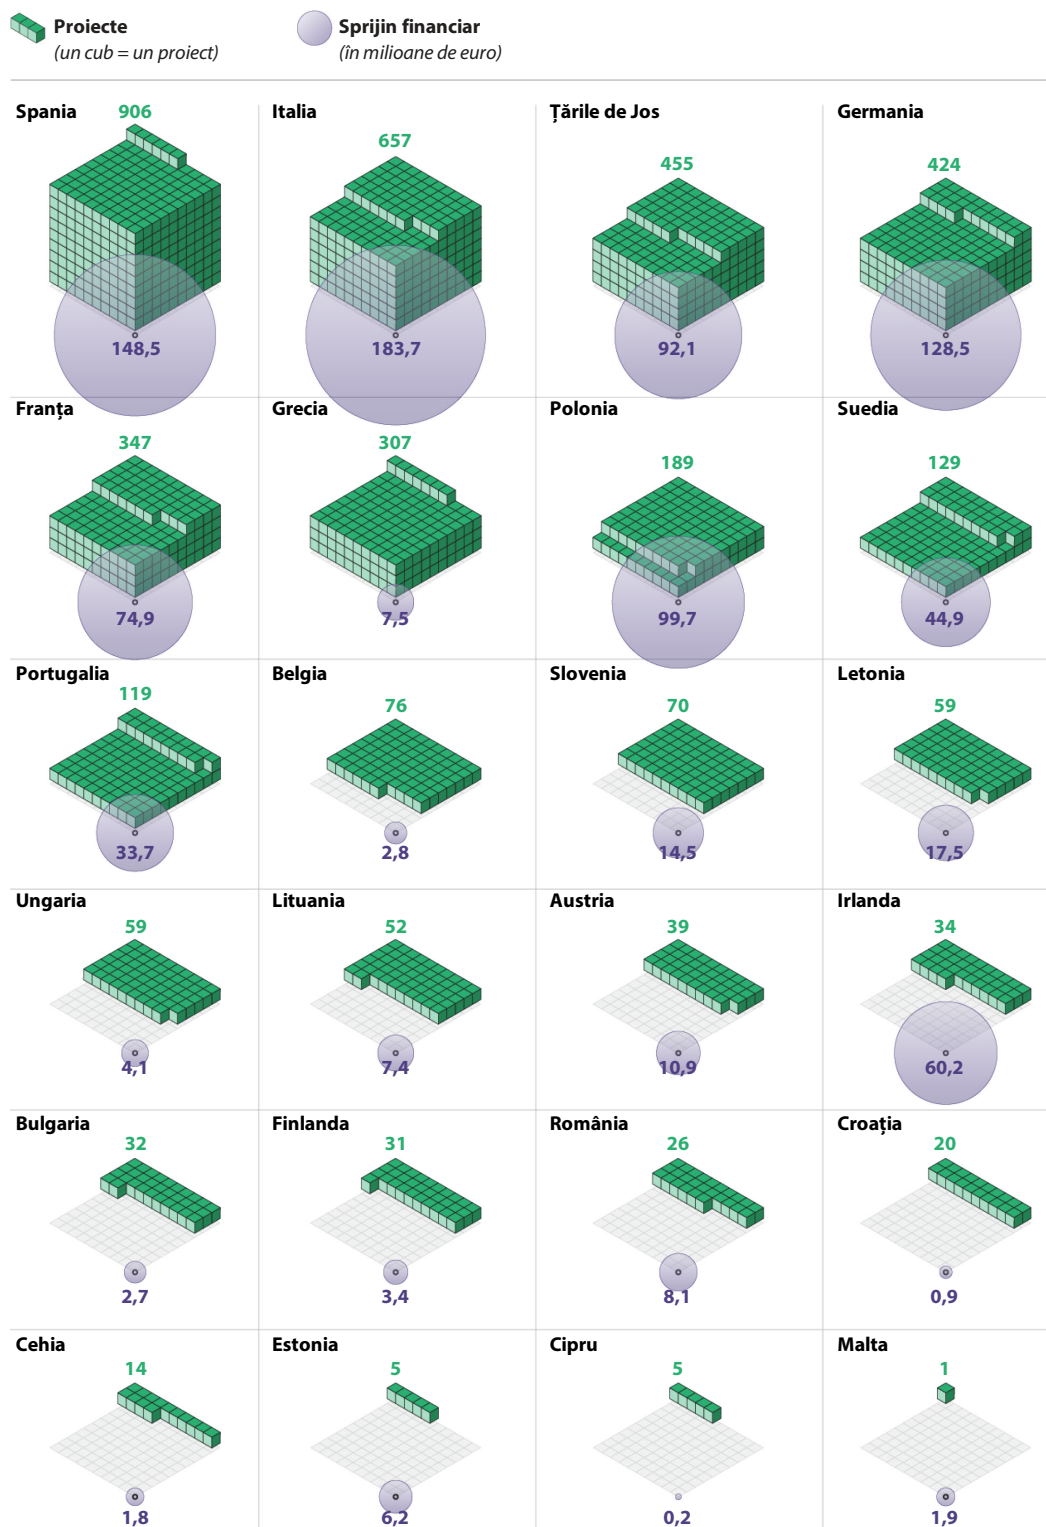 Proiecte
(un cub = un proiect)
Sprijin financiar
(în milioane de euro)
Spania
906
148,5
Italia
657
183,7
Țările de Jos
455
92,1
Germania
424
128,5
Franța
347
74,9
Grecia
307
7,5
Polonia
189
99,7
Suedia
129
44,9
Portugalia
119
33,7
Belgia
76
2,8
Slovenia
70
14,5
Letonia
59
17,5
Ungaria
59
4,1
Lituania
52
7,4
Austria
39
10,9
Irlanda
34
60,2
Bulgaria
32
2,7
Finlanda
31
3,4
România
26
8,1
Croația
20
0,9
Cehia
14
1,8
Estonia
5
6,2
Cipru
5
0,2
Malta
1
1,9